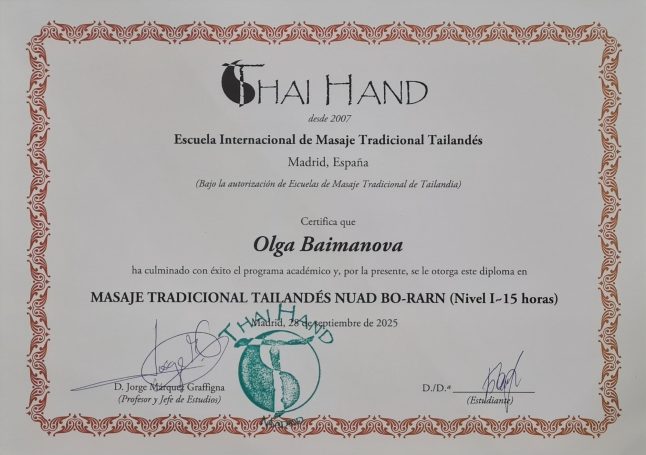 THAI HAND
desde 2007
Escuela Internacional de Masaje Tradicional Tailandés
Madrid, España
(Bajo la autorización de Escuelas de Masaje Tradicional de Tailandia)
Certifica que
Olga Baimanova
ha culminado con éxito el programa académico y, por la presente, se le otorga este diploma en
MASAJE TRADICIONAL TAILANDÉS NUAD BO-RARN (Nivel I~15 horas)
Madrid, 28 de septiembre de 2025
THAI HAND
MADRID
D. Jorge Márquez Graffigna
(Profesor y Jefe de Estudios)
D./D.ª
(Estudiante)